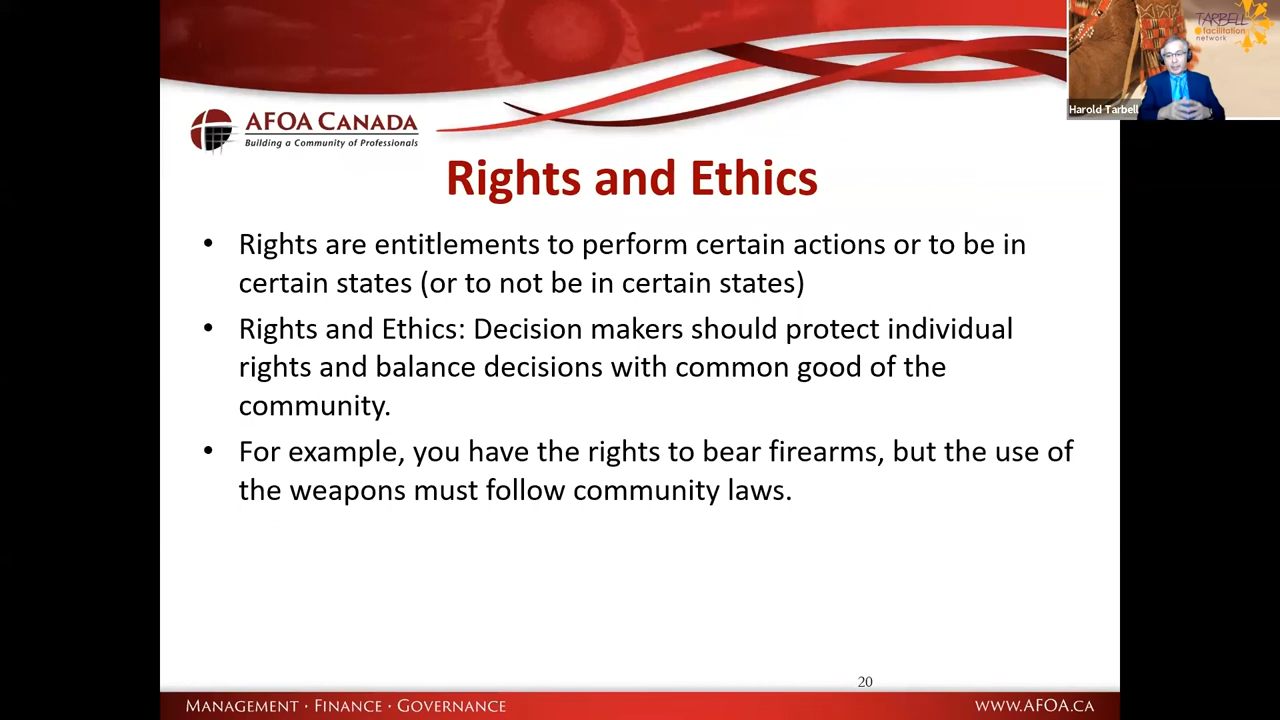 TARBELL
facilitation
network
Harold Tarbell
AFOA CANADA
Building a Community of Professionals
Rights and Ethics
• Rights are entitlements to perform certain actions or to be in
certain states (or to not be in certain states)
• Rights and Ethics: Decision makers should protect individual
rights and balance decisions with common good of the
community.
• For example, you have the rights to bear firearms, but the use of
the weapons must follow community laws.
20
MANAGEMENT · FINANCE · GOVERNANCE
WWW.AFOA.CA